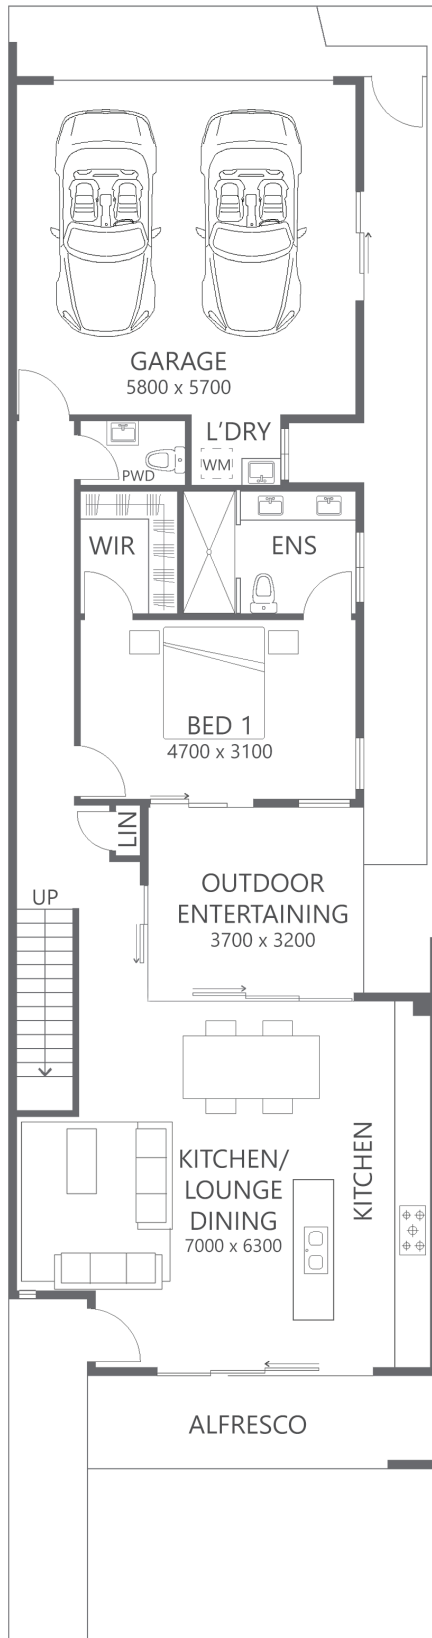 GARAGE
5800 x 5700
L'DRY
WM
PWD
WIR
ENS
BED 1
4700 x 3100
LIN
UP
OUTDOOR
ENTERTAINING
3700 x 3200
KITCHEN/
LOUNGE
DINING
7000 x 6300
KITCHEN
ALFRESCO